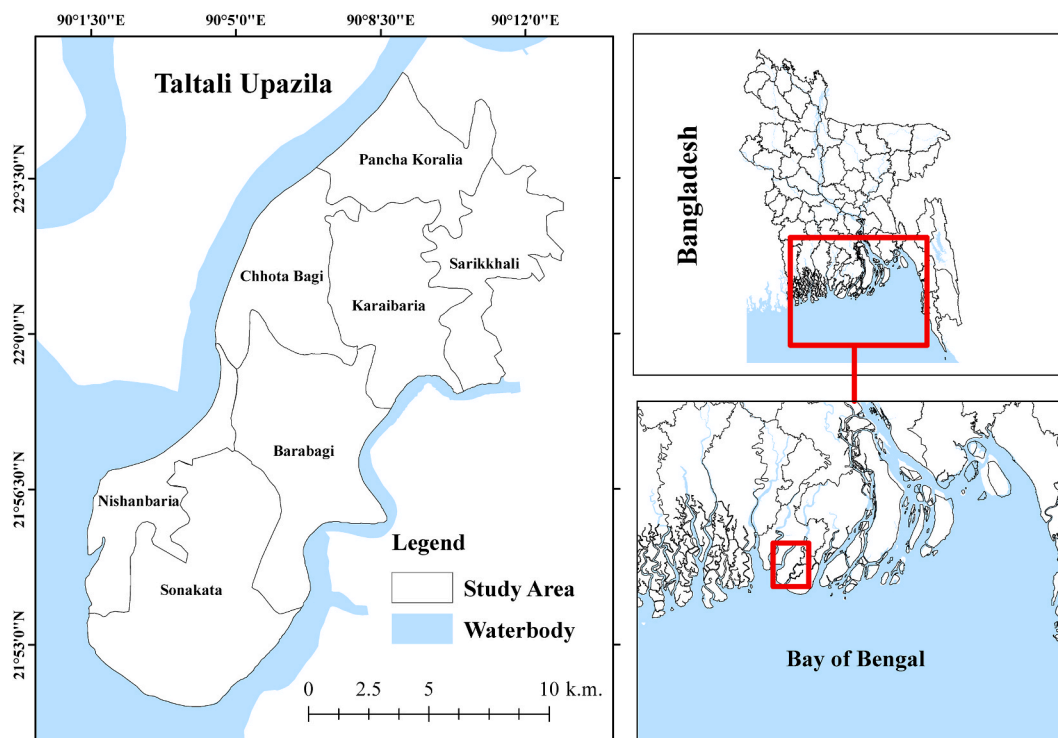 90°1'30"E 90°5'0"E 90°8'30"E 90°12'0"E
Taltali Upazila
22°3'30"N
22°0'0"N
21°56'30"N
21°53'0"N
Pancha Koralia
Sarikkhali
Chhota Bagi
Karaibaria
Barabagi
Nishanbaria
Sonakata
Legend
Study Area
Waterbody
0 2.5 5 10 k.m.
Bangladesh
Bay of Bengal